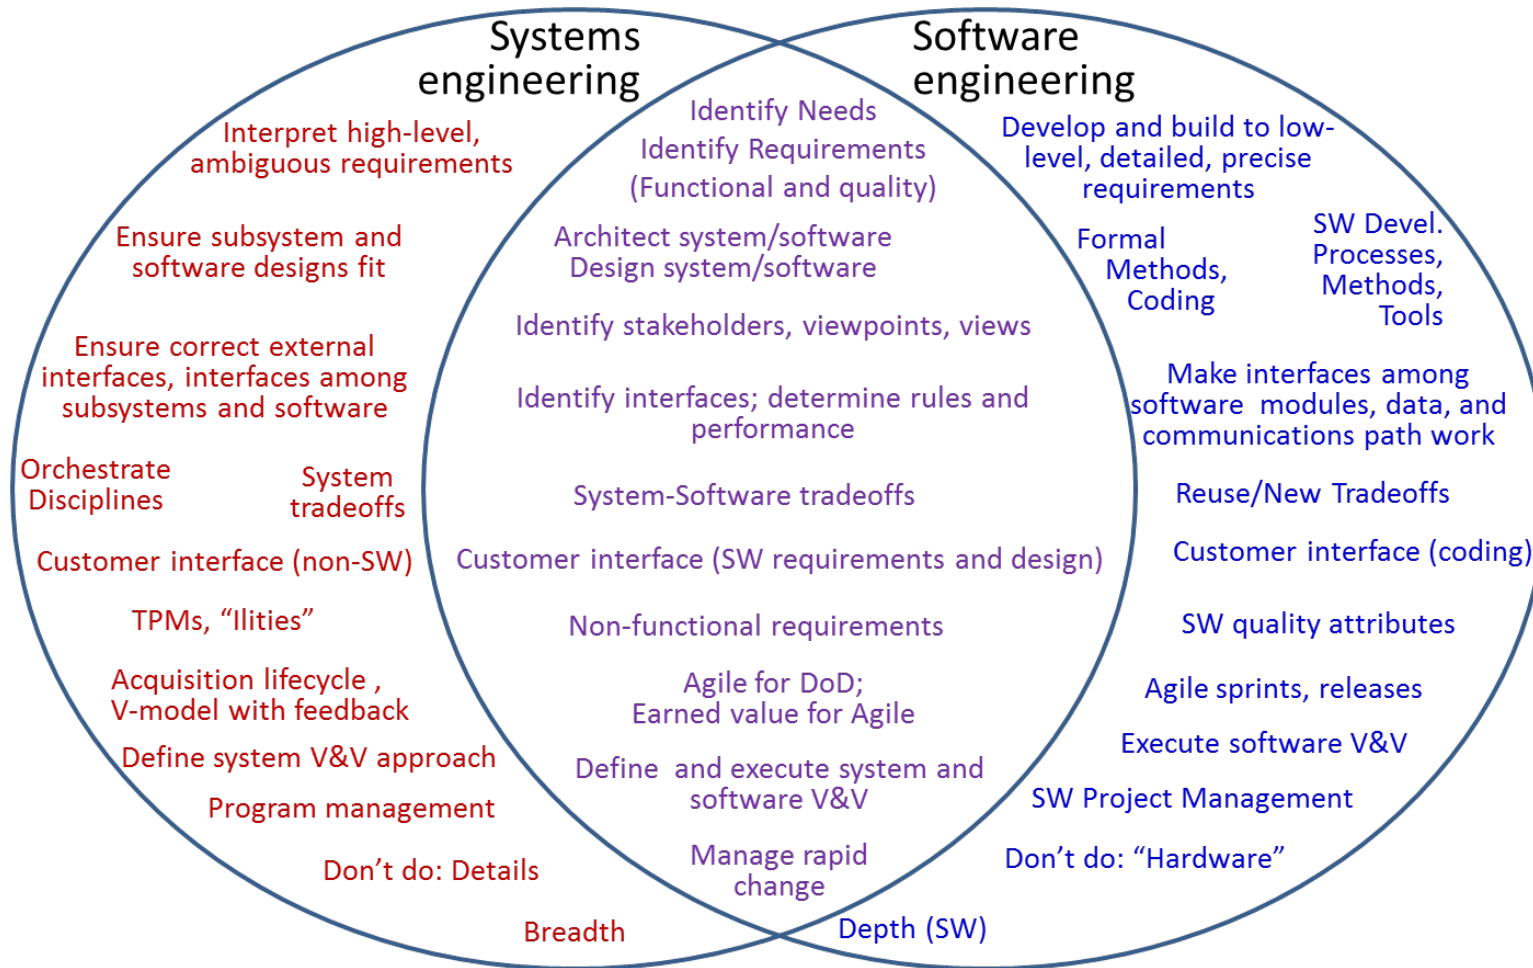 Systems
engineering
Software
engineering
Interpret high-level,
ambiguous requirements
Ensure subsystem and
software designs fit
Ensure correct external
interfaces, interfaces among
subsystems and software
Orchestrate
Disciplines
System
tradeoffs
Customer interface (non-SW)
TPMs, “Ilities”
Acquisition lifecycle ,
V-model with feedback
Define system V&V approach
Program management
Don’t do: Details
Breadth
Identify Needs
Identify Requirements
(Functional and quality)
Architect system/software
Design system/software
Identify stakeholders, viewpoints, views
Identify interfaces; determine rules and
performance
System-Software tradeoffs
Customer interface (SW requirements and design)
Non-functional requirements
Agile for DoD;
Earned value for Agile
Define and execute system and
software V&V
Manage rapid
change
Develop and build to low-
level, detailed, precise
requirements
Formal
Methods,
Coding
SW Devel.
Processes,
Methods,
Tools
Make interfaces among
software modules, data, and
communications path work
Reuse/New Tradeoffs
Customer interface (coding)
SW quality attributes
Agile sprints, releases
Execute software V&V
SW Project Management
Don’t do: “Hardware”
Depth (SW)